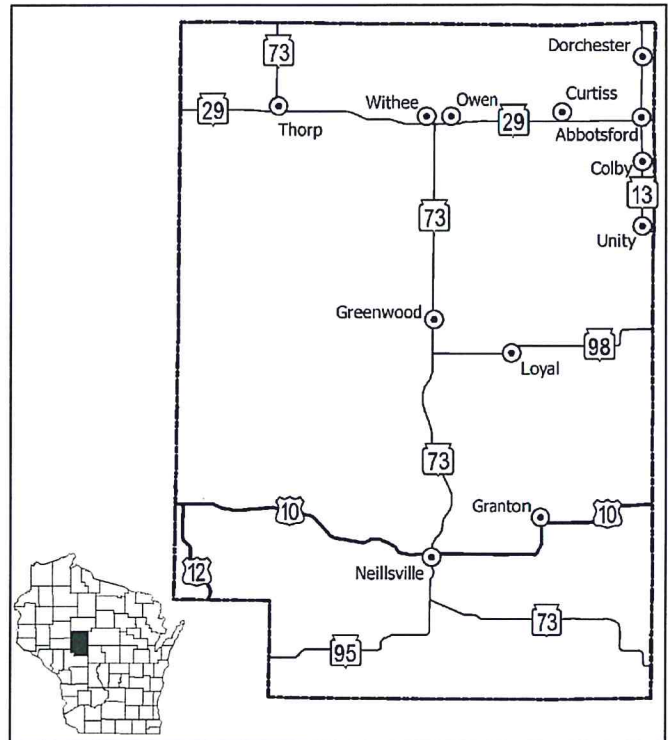 Dorchester
73
Curtiss
Withee
Owen
29
Thorp
29
Abbotsford
Colby
13
73
Unity
Greenwood
98
Loyal
73
Granton
10
10
Neillsville
12
73
95